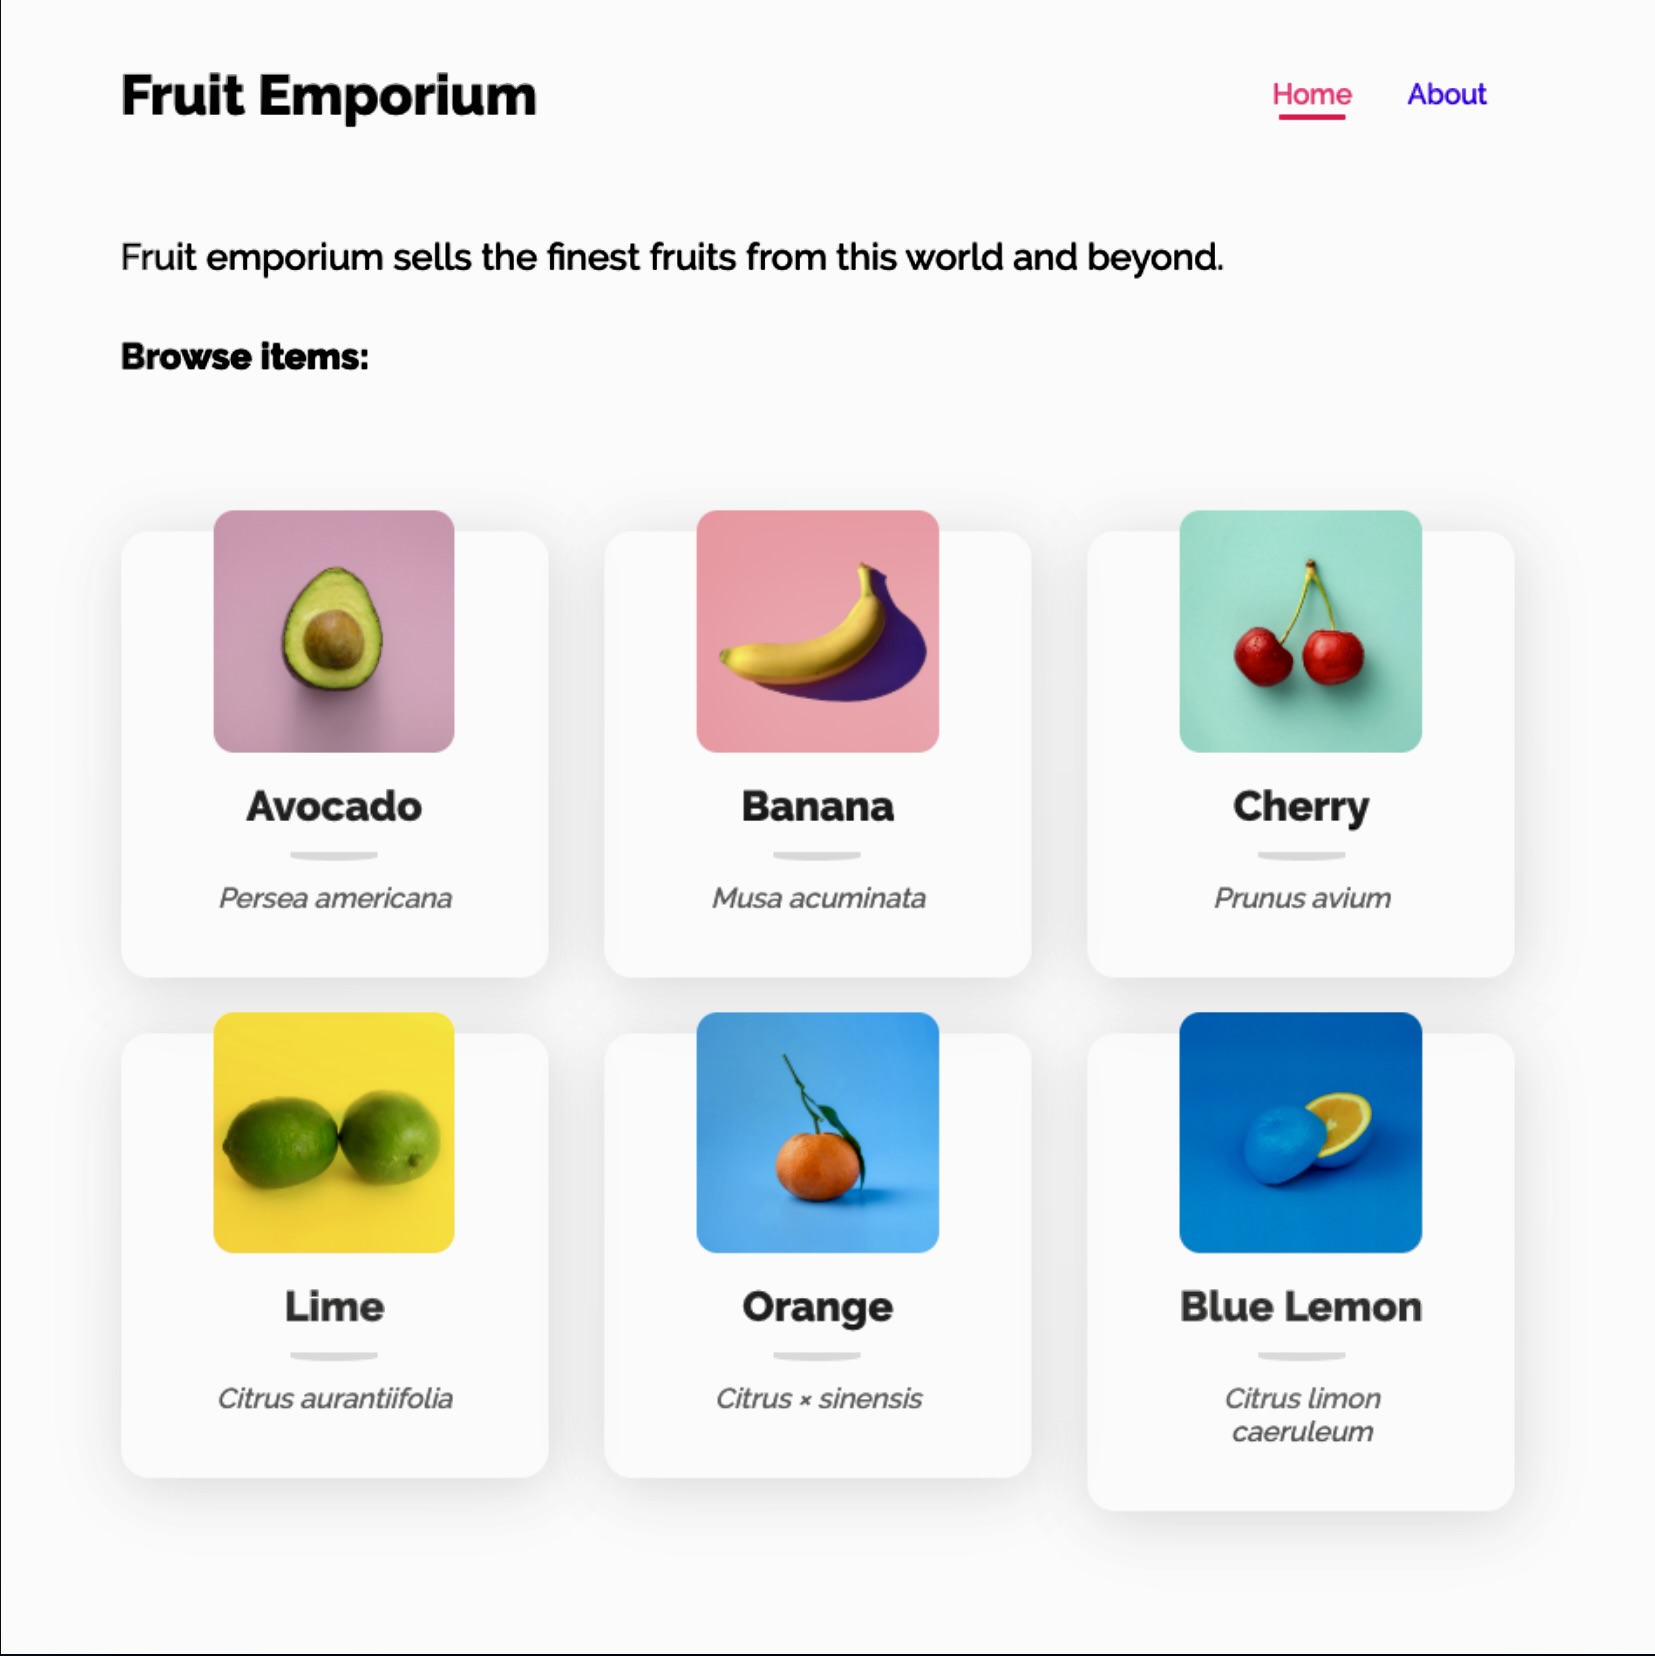 Fruit Emporium
Home About
Fruit emporium sells the finest fruits from this world and beyond.
Browse items:
Avocado
Persea americana
Banana
Musa acuminata
Cherry
Prunus avium
Lime
Citrus aurantiifolia
Orange
Citrus × sinensis
Blue Lemon
Citrus limon
caeruleum